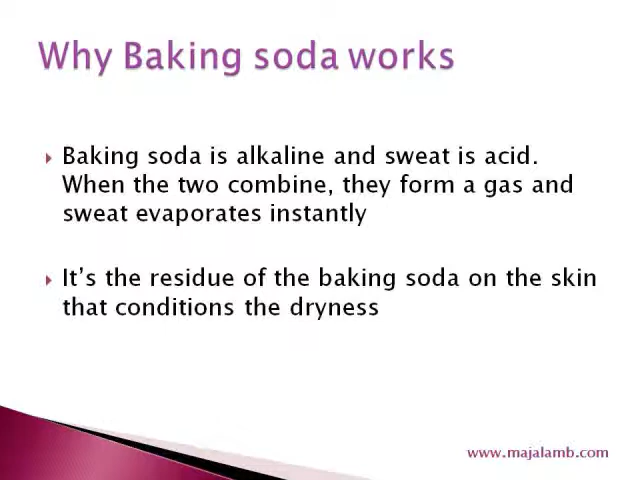 Why Baking soda works
Baking soda is alkaline and sweat is acid.
When the two combine, they form a gas and
sweat evaporates instantly
It's the residue of the baking soda on the skin
that conditions the dryness
www.majalamb.com